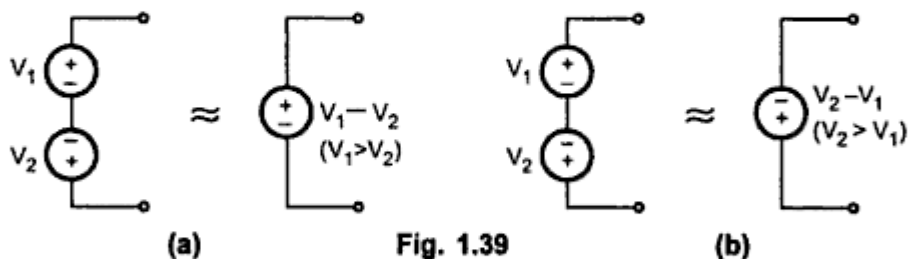 V1
+
−
V2
−
+
≈
+
−
V1 − V2
(V1>V2)
V1
+
−
V2
−
+
≈
−
+
V2 −V1
(V2 > V1)
(a)
Fig. 1.39
(b)